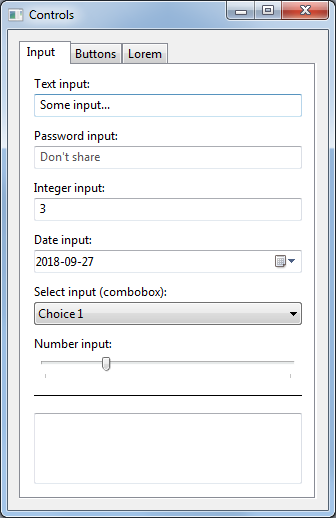 Controls
Input
Buttons
Lorem
Text input:
Some input...
Password input:
Don't share
Integer input:
3
Date input:
2018-09-27
Select input (combobox):
Choice 1
Number input: